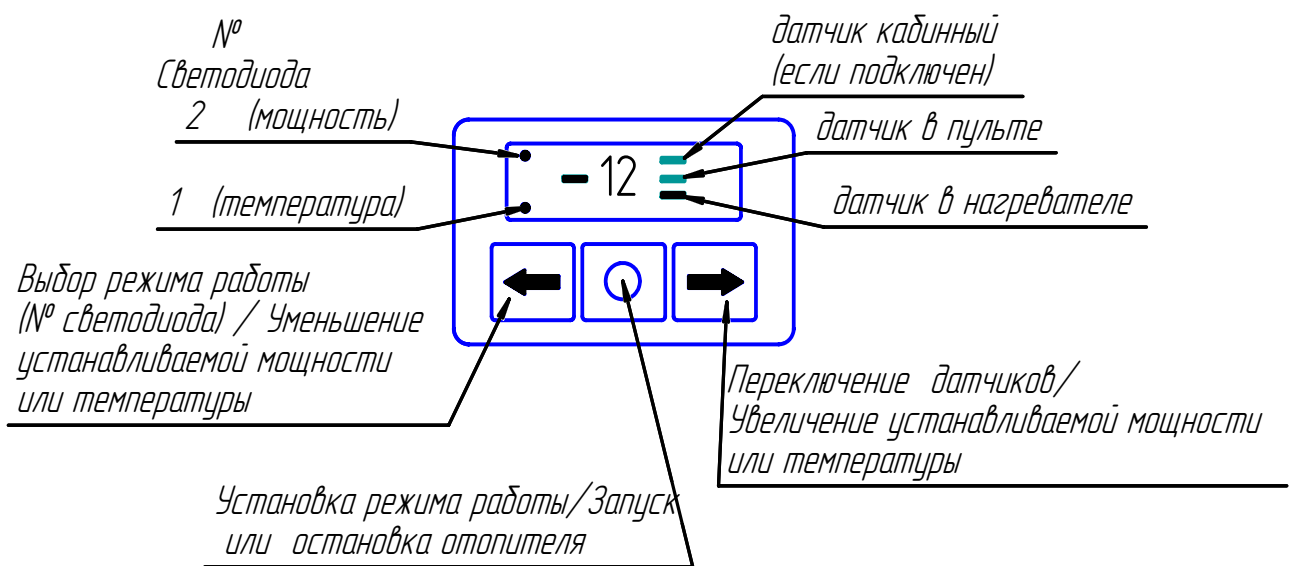 №
Светодиода
2 (мощность)
1 (температура)
датчик кабинный
(если подключен)
датчик в пульте
датчик в нагревателе
-12
Выбор режима работы
(№ светодиода) / Уменьшение
устанавливаемой мощности
или температуры
Переключение датчиков/
Увеличение устанавливаемой мощности
или температуры
Установка режима работы/Запуск
или остановка отопителя